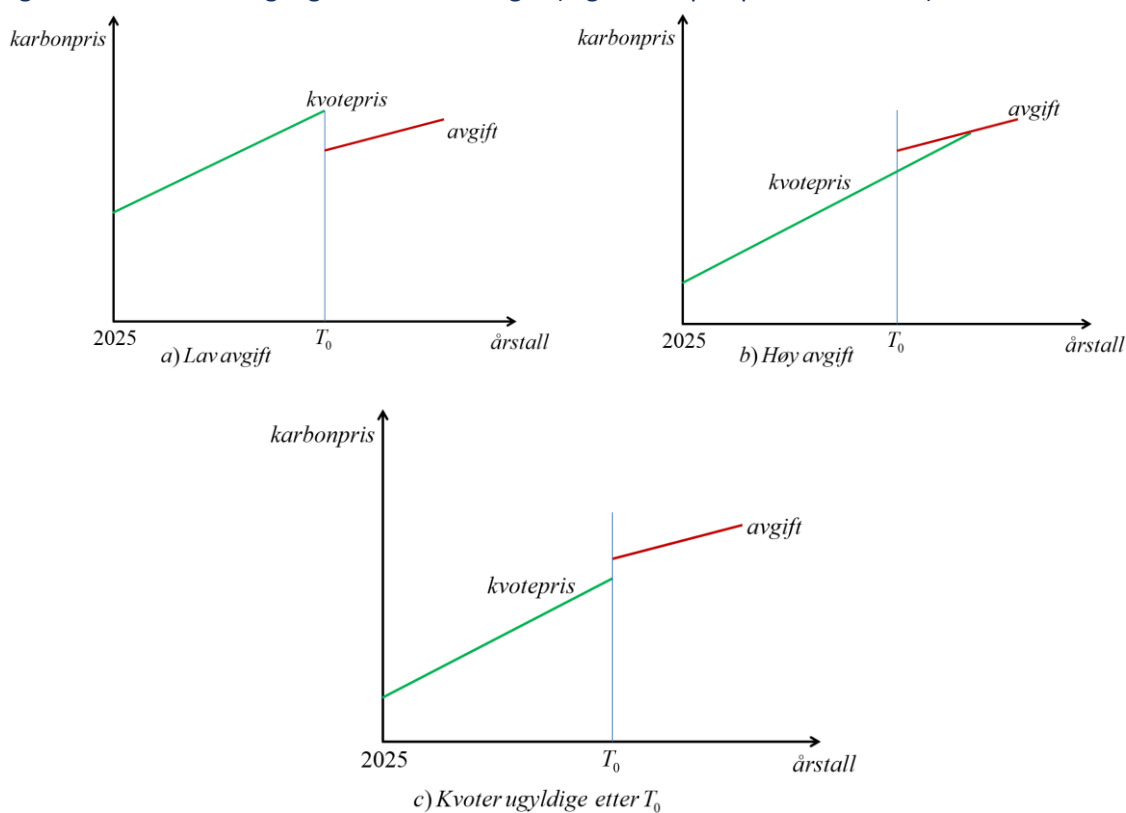 karbonpris
kvotepris
avgift
2025
T₀
årstall
a) Lav avgift
karbonpris
avgift
kvotepris
2025
T₀
årstall
b) Høy avgift
karbonpris
avgift
kvotepris
2025
T₀
årstall
c) Kvoter ugyldige etter T₀